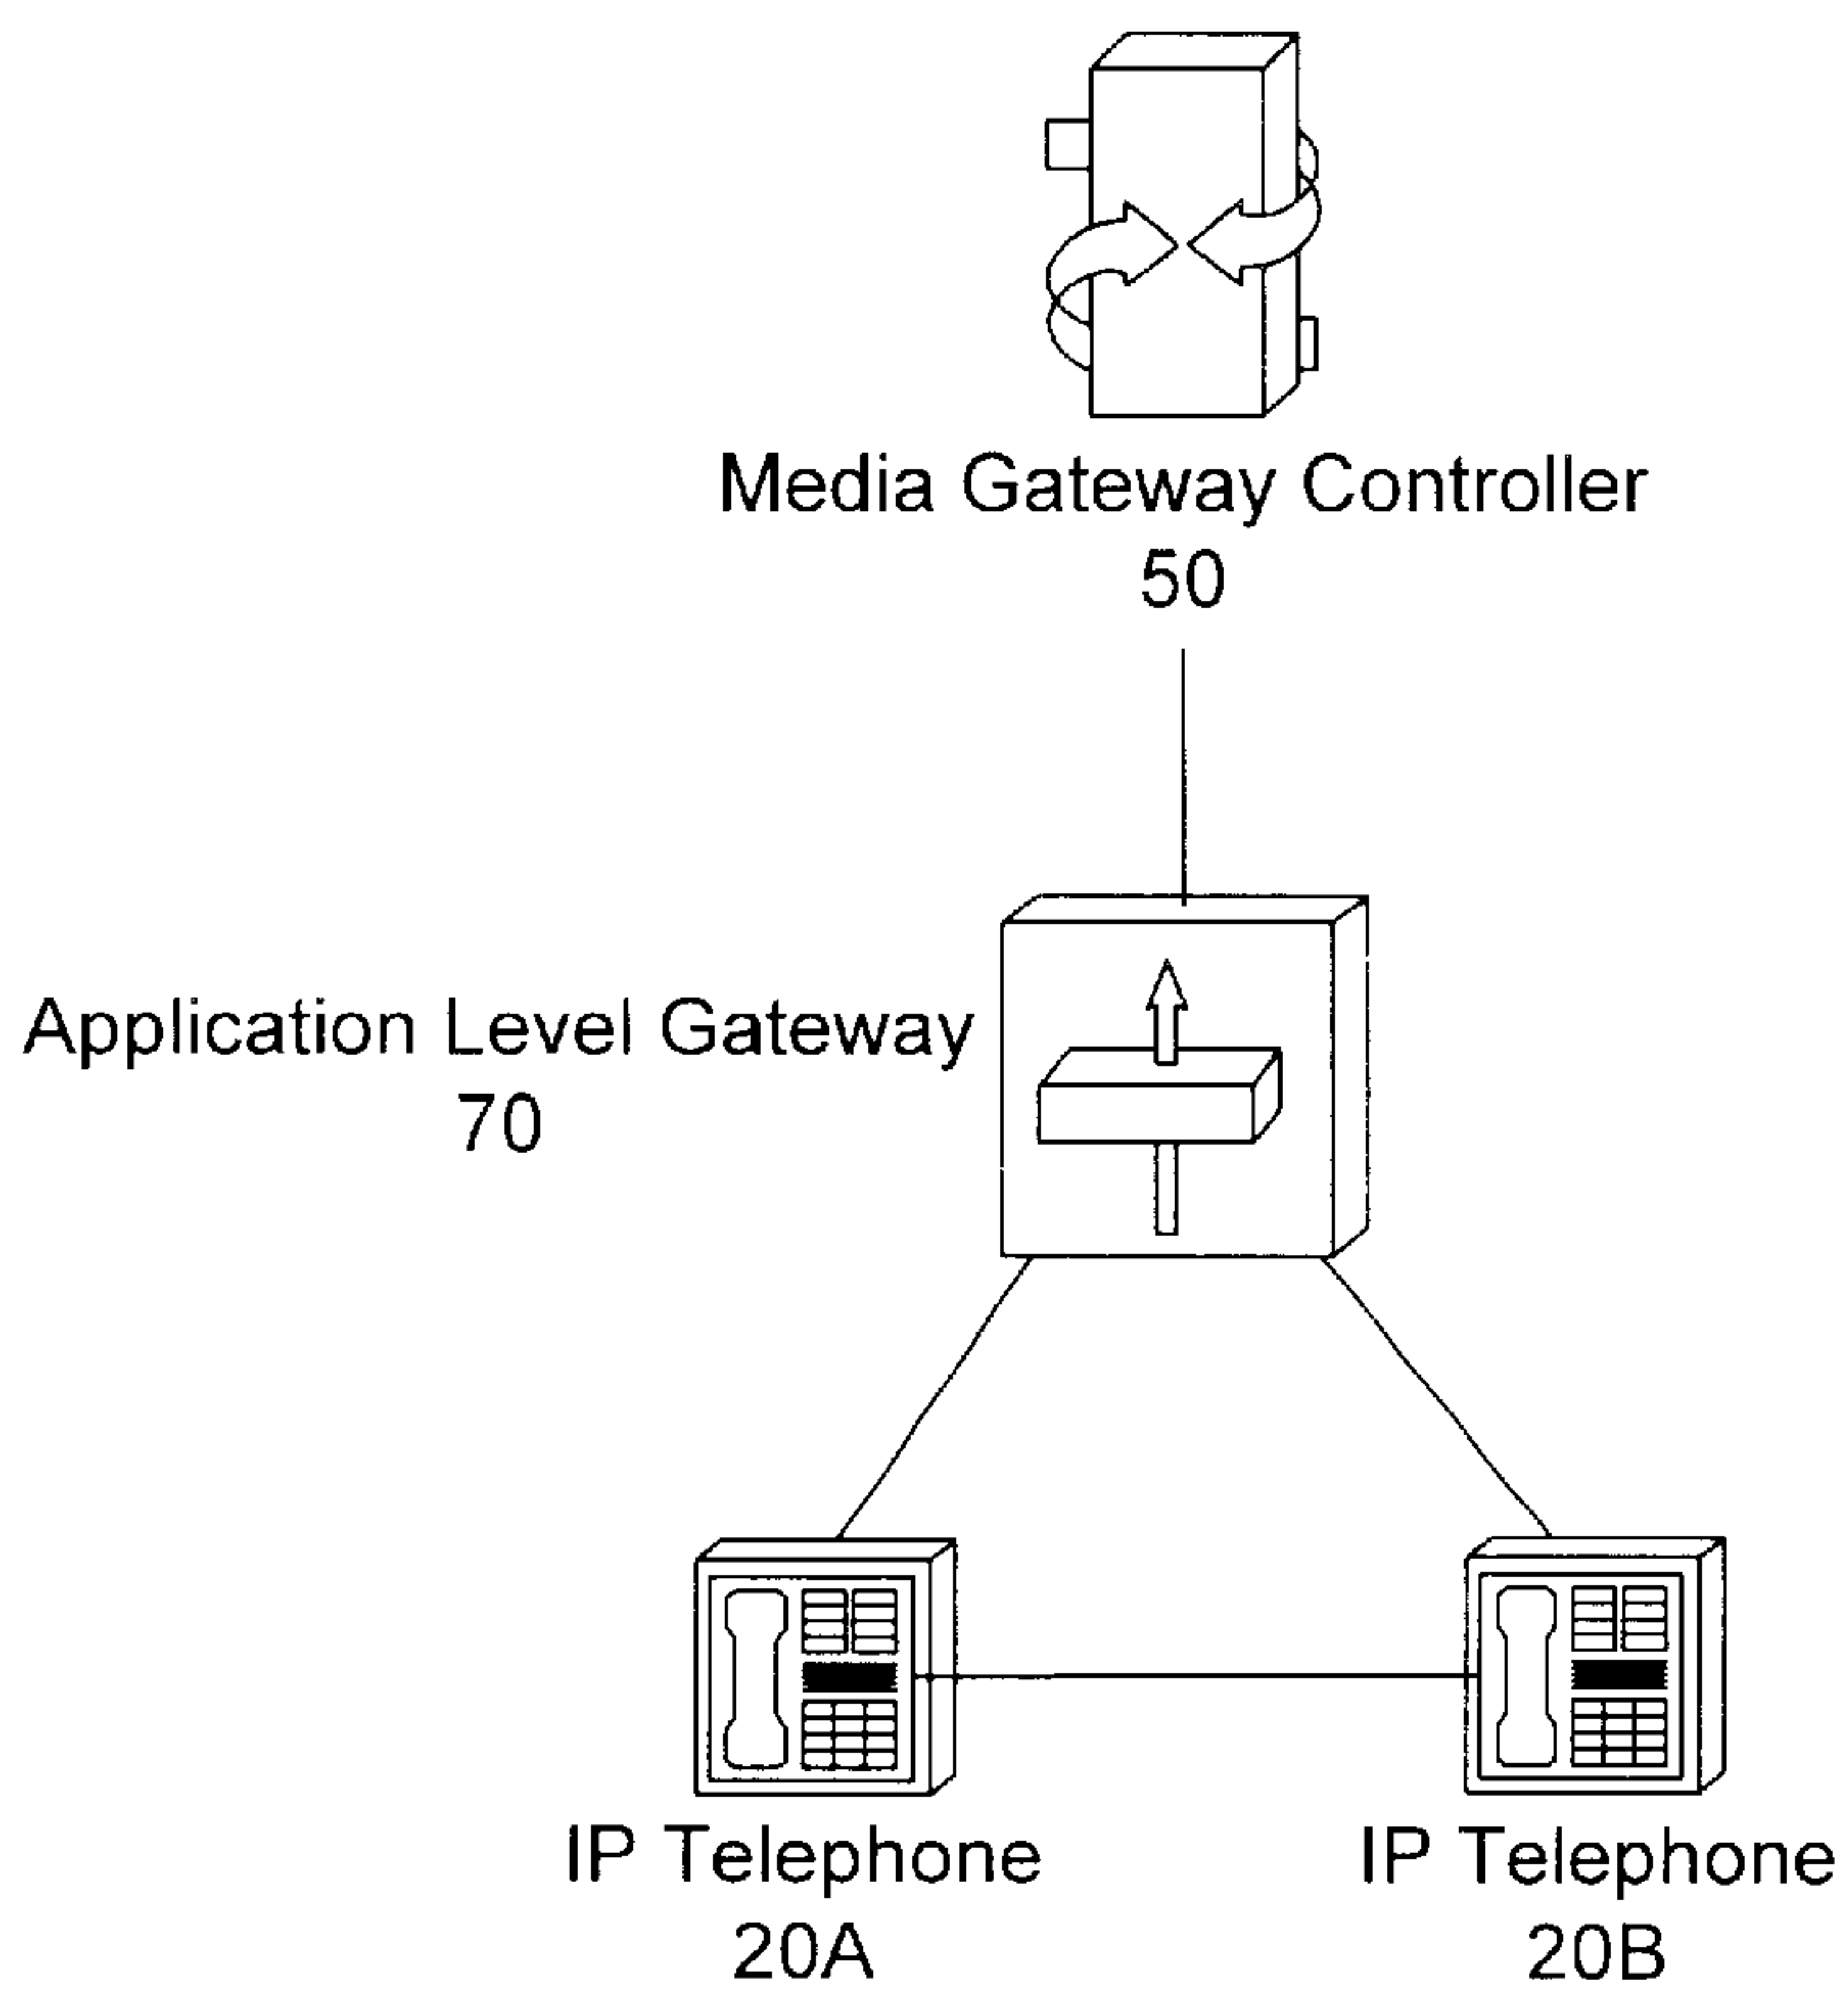 Media Gateway Controller
50
Application Level Gateway
70
IP Telephone
20A
IP Telephone
20B